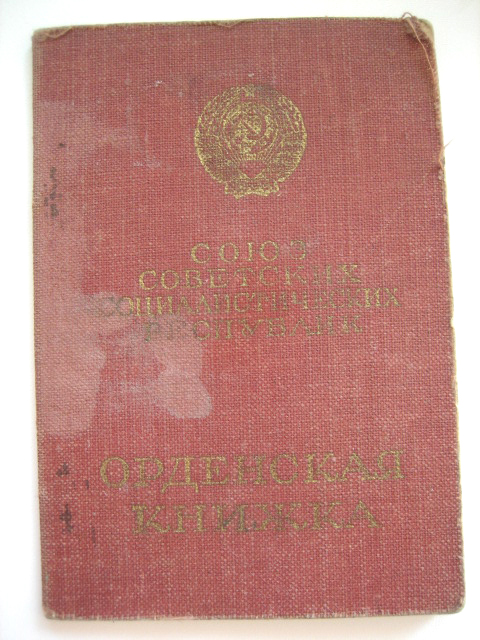 СОЮЗ
СОВЕТСКИХ
СОЦИАЛИСТИЧЕСКИХ
РЕСПУБЛИК
ОРДЕНСКАЯ
КНИЖКА